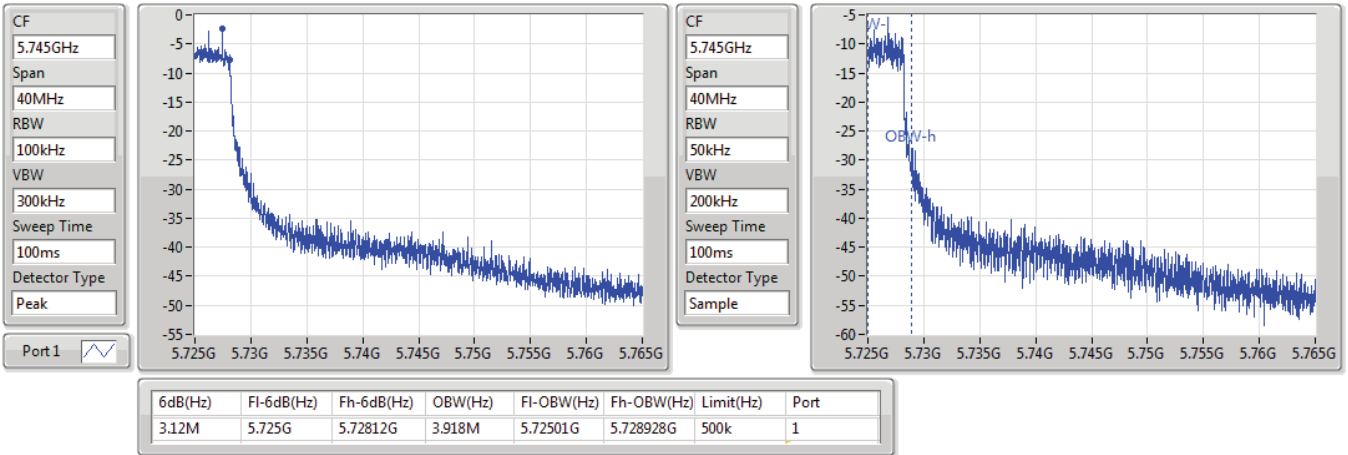 CF
5.745GHz
Span
40MHz
RBW
100kHz
VBW
300kHz
Sweep Time
100ms
Detector Type
Peak
Port 1
0
-5
-10
-15
-20
-25
-30
-35
-40
-45
-50
-55
5.725G 5.73G 5.735G 5.74G 5.745G 5.75G 5.755G 5.76G 5.765G
CF
5.745GHz
Span
40MHz
RBW
50kHz
VBW
200kHz
Sweep Time
100ms
Detector Type
Sample
-5
-10
-15
-20
-25
-30
-35
-40
-45
-50
-55
-60
W-l
OBW-h
5.725G 5.73G 5.735G 5.74G 5.745G 5.75G 5.755G 5.76G 5.765G
6dB(Hz) Fl-6dB(Hz) Fh-6dB(Hz) OBW(Hz) Fl-OBW(Hz) Fh-OBW(Hz) Limit(Hz) Port
3.12M 5.725G 5.72812G 3.918M 5.72501G 5.728928G 500k 1